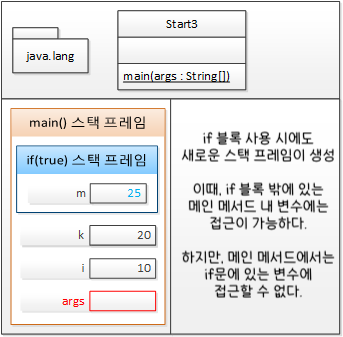 java.lang
Start3
main(args : String[])
main() 스택 프레임
if(true) 스택 프레임
m 25
k 20
i 10
args
if 블록 사용 시에도
새로운 스택 프레임이 생성
이때, if 블록 밖에 있는
메인 메서드 내 변수에는
접근이 가능하다.
하지만, 메인 메서드에서는
if문에 있는 변수에
접근할 수 없다.